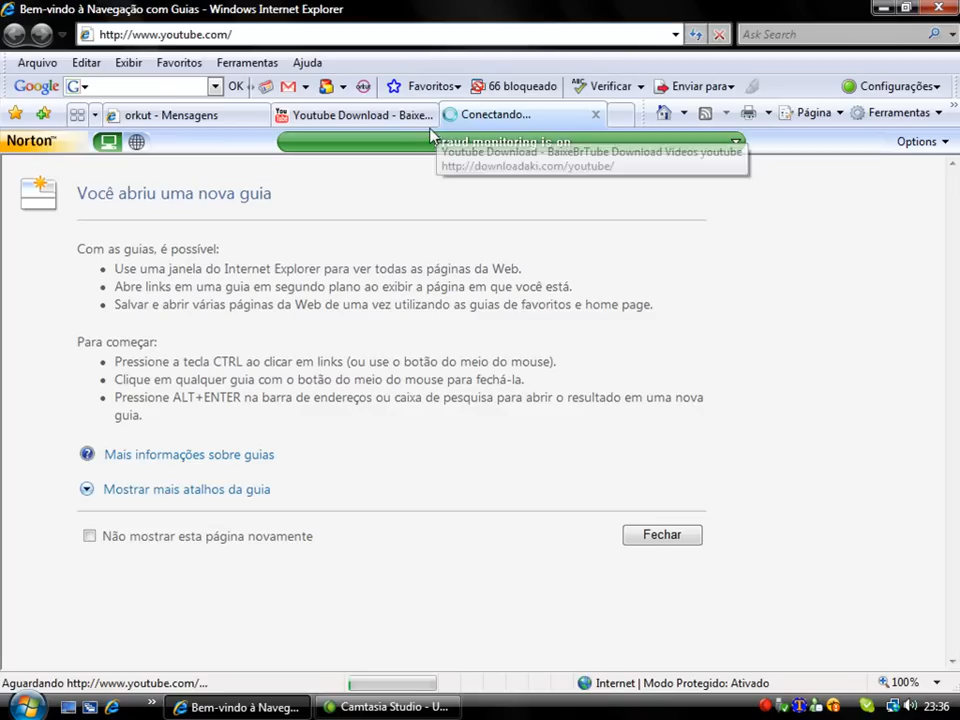 Bem-vindo à Navegação com Guias - Windows Internet Explorer
http://www.youtube.com/
Ask Search
Arquivo Editar Exibir Favoritos Ferramentas Ajuda
Google OK Favoritos 66 bloqueado Verificar Enviar para Configurações
orkut - Mensagens Youtube Download - Baixe... Conectando... Página Ferramentas
Norton fraud monitoring is on Options
Youtube Download - BaixeBrTube Download Videos youtube
http://downloadaki.com/youtube/
Você abriu uma nova guia
Com as guias, é possível:
Use uma janela do Internet Explorer para ver todas as páginas da Web.
Abre links em uma guia em segundo plano ao exibir a página em que você está.
Salvar e abrir várias páginas da Web de uma vez utilizando as guias de favoritos e home page.
Para começar:
Pressione a tecla CTRL ao clicar em links (ou use o botão do meio do mouse).
Clique em qualquer guia com o botão do meio do mouse para fechá-la.
Pressione ALT+ENTER na barra de endereços ou caixa de pesquisa para abrir o resultado em uma nova
guia.
Mais informações sobre guias
Mostrar mais atalhos da guia
Não mostrar esta página novamente Fechar
Aguardando http://www.youtube.com/... Internet | Modo Protegido: Ativado 100%
Bem-vindo à Naveg... Camtasia Studio - U... 23:36